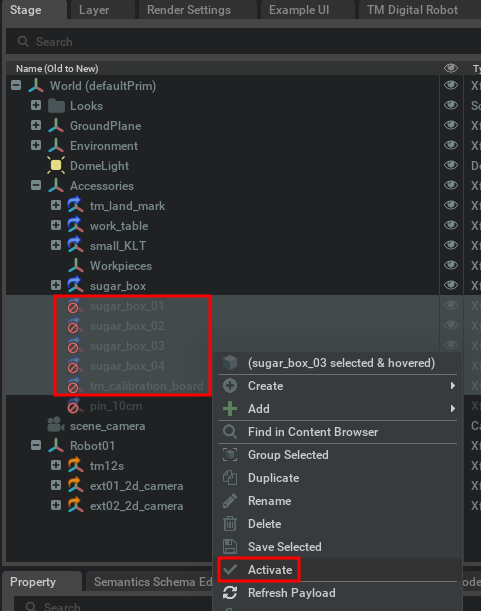 Stage Layer Render Settings Example UI TM Digital Robot
Search
Name (Old to New)
World (defaultPrim)
Looks
GroundPlane
Environment
DomeLight
Accessories
tm_land_mark
work_table
small_KLT
Workpieces
sugar_box
sugar_box_01
sugar_box_02
sugar_box_03
sugar_box_04
tm_calibration_board
pin_10cm
scene_camera
Robot01
tm12s
ext01_2d_camera
ext02_2d_camera
(sugar_box_03 selected & hovered)
Create
Add
Find in Content Browser
Group Selected
Duplicate
Rename
Delete
Save Selected
Activate
Refresh Payload
Property Semantics Schema Ed
Search